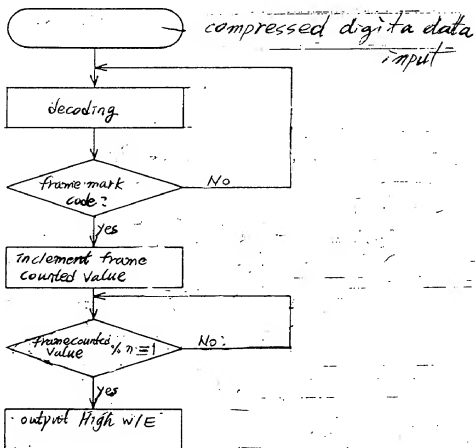 compressed digita data
input
decoding
frame mark
code?
No
yes
inclement frame
counted value
framecounted
value % n = 1
No:
yes
output High W/E